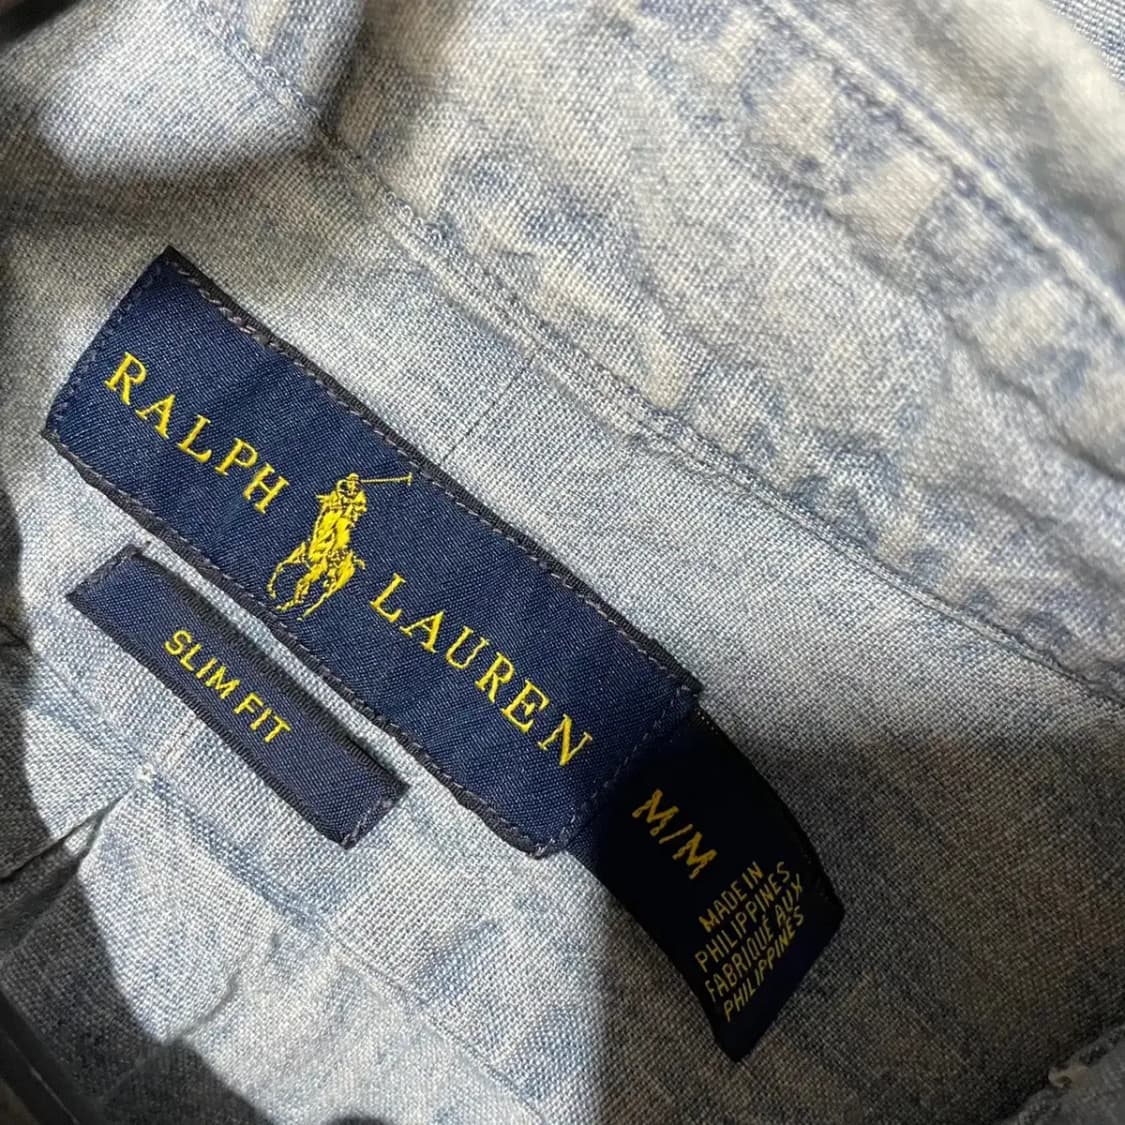 RALPH LAUREN
SLIM FIT
M/M
MADE IN
PHILIPPINES
FABRIQUÉ AUX
PHILIPPINES